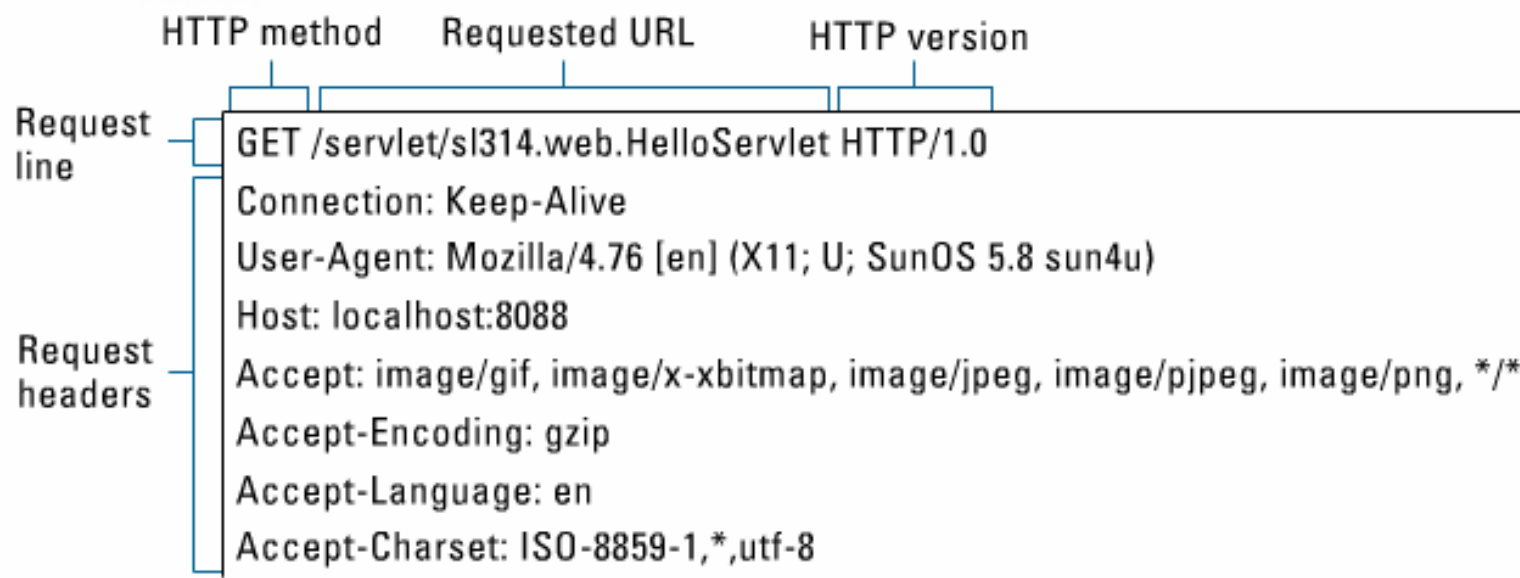 HTTP method Requested URL HTTP version
Request line
GET /servlet/sl314.web.HelloServlet HTTP/1.0
Connection: Keep-Alive
User-Agent: Mozilla/4.76 [en] (X11; U; SunOS 5.8 sun4u)
Host: localhost:8088
Request headers
Accept: image/gif, image/x-xbitmap, image/jpeg, image/pjpeg, image/png, */*
Accept-Encoding: gzip
Accept-Language: en
Accept-Charset: ISO-8859-1,*,utf-8